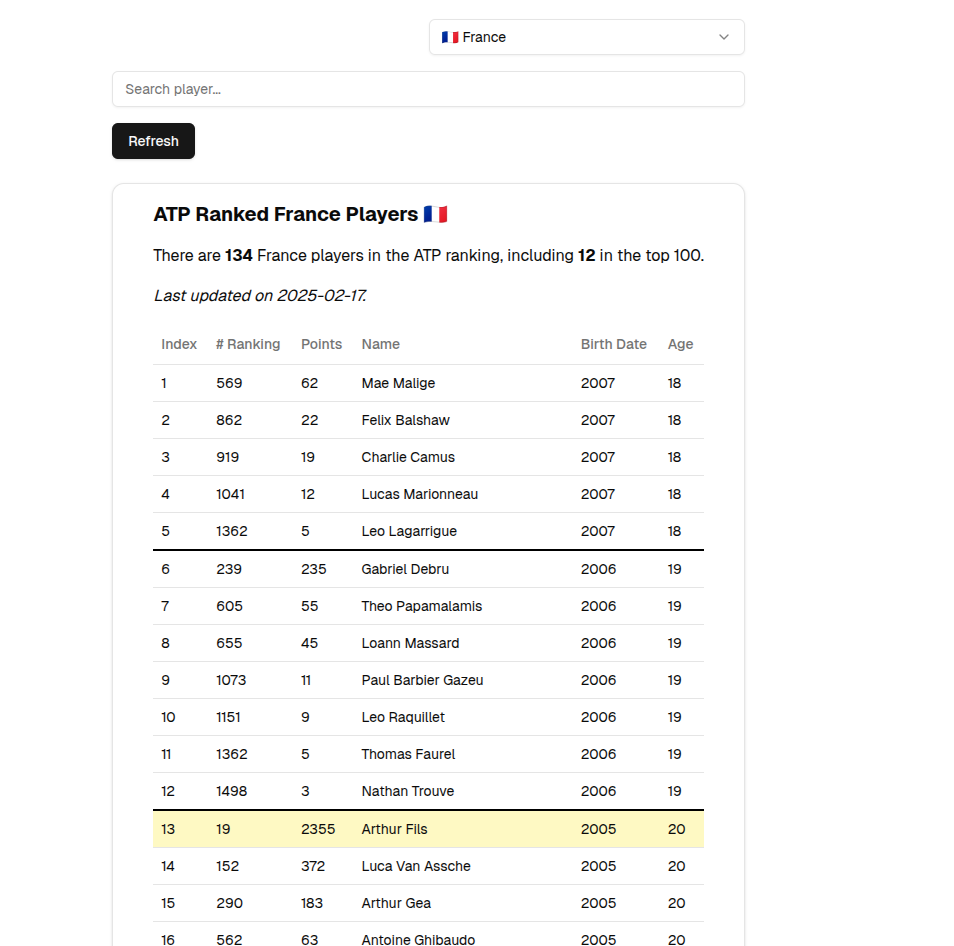 🇫🇷 France
Search player...
Refresh
ATP Ranked France Players 🇫🇷
There are 134 France players in the ATP ranking, including 12 in the top 100.
Last updated on 2025-02-17.
Index # Ranking Points Name Birth Date Age
1 569 62 Mae Malige 2007 18
2 862 22 Felix Balshaw 2007 18
3 919 19 Charlie Camus 2007 18
4 1041 12 Lucas Marionneau 2007 18
5 1362 5 Leo Lagarrigue 2007 18
6 239 235 Gabriel Debru 2006 19
7 605 55 Theo Papamalamis 2006 19
8 655 45 Loann Massard 2006 19
9 1073 11 Paul Barbier Gazeu 2006 19
10 1151 9 Leo Raquillet 2006 19
11 1362 5 Thomas Faurel 2006 19
12 1498 3 Nathan Trouve 2006 19
13 19 2355 Arthur Fils 2005 20
14 152 372 Luca Van Assche 2005 20
15 290 183 Arthur Gea 2005 20
16 562 63 Antoine Ghibaudo 2005 20